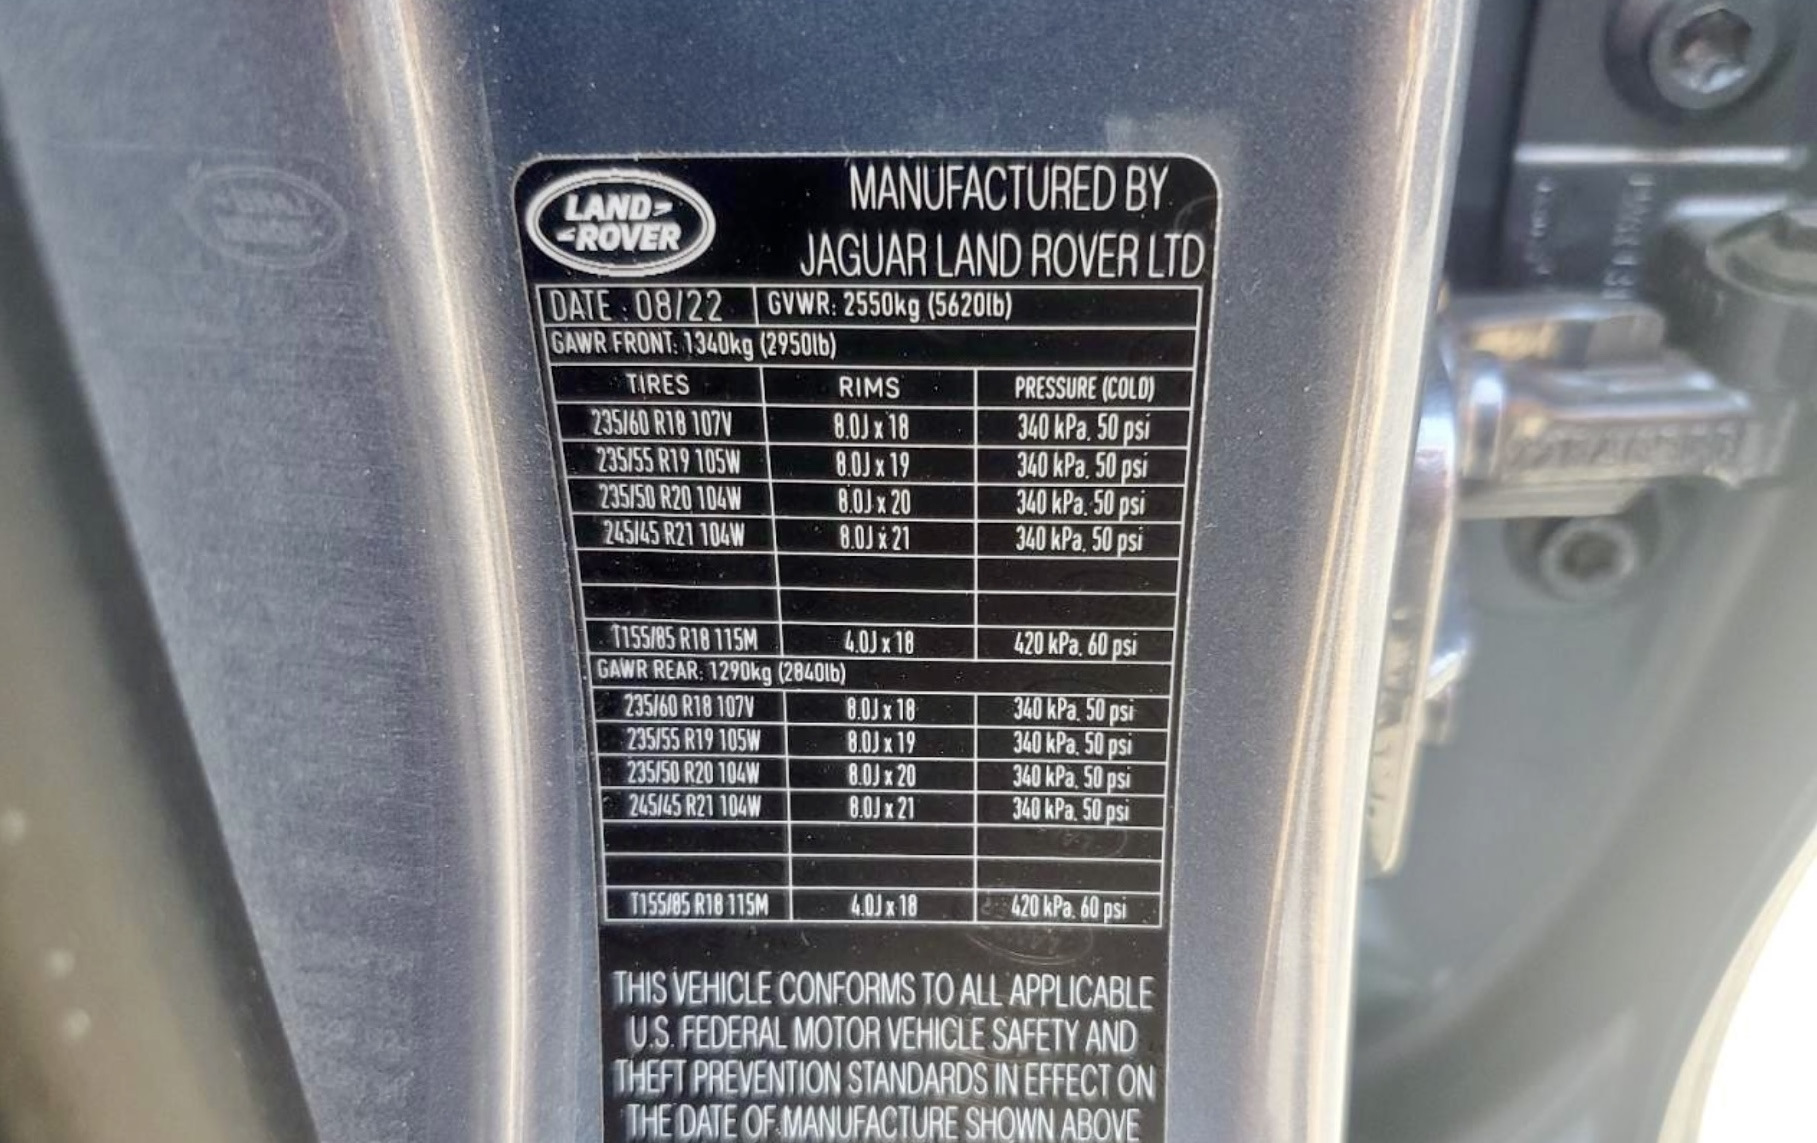 LAND-
-ROVER
MANUFACTURED BY
JAGUAR LAND ROVER LTD
DATE : 08/22 GVWR: 2550kg (5620lb)
GAWR FRONT: 1340kg (2950lb)
TIRES RIMS PRESSURE (COLD)
235/60 R18 107V 8.0J x 18 340 kPa, 50 psi
235/55 R19 105W 8.0J x 19 340 kPa, 50 psi
235/50 R20 104W 8.0J x 20 340 kPa, 50 psi
245/45 R21 104W 8.0J x 21 340 kPa, 50 psi
T155/85 R18 115M 4.0J x 18 420 kPa, 60 psi
GAWR REAR: 1290kg (2840lb)
235/60 R18 107V 8.0J x 18 340 kPa, 50 psi
235/55 R19 105W 8.0J x 19 340 kPa, 50 psi
235/50 R20 104W 8.0J x 20 340 kPa, 50 psi
245/45 R21 104W 8.0J x 21 340 kPa, 50 psi
T155/85 R18 115M 4.0J x 18 420 kPa, 60 psi
THIS VEHICLE CONFORMS TO ALL APPLICABLE
U.S. FEDERAL MOTOR VEHICLE SAFETY AND
THEFT PREVENTION STANDARDS IN EFFECT ON
THE DATE OF MANUFACTURE SHOWN ABOVE